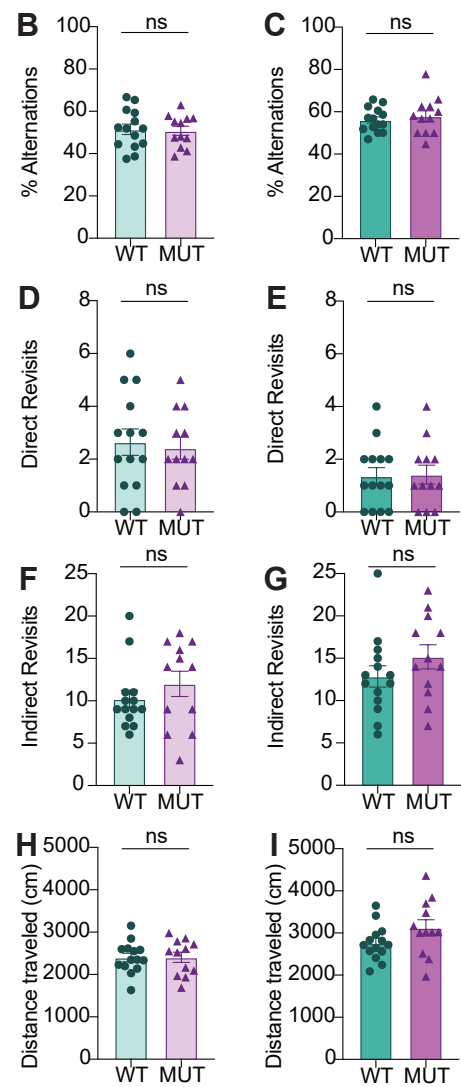 B
ns
% Alternations
100
80
60
40
20
0
WT MUT
C
ns
% Alternations
100
80
60
40
20
0
WT MUT
D
ns
Direct Revisits
8
6
4
2
0
WT MUT
E
ns
Direct Revisits
8
6
4
2
0
WT MUT
F
ns
Indirect Revisits
25
20
15
10
5
0
WT MUT
G
ns
Indirect Revisits
25
20
15
10
5
0
WT MUT
H
ns
Distance traveled (cm)
5000
4000
3000
2000
1000
0
WT MUT
I
ns
Distance traveled (cm)
5000
4000
3000
2000
1000
0
WT MUT